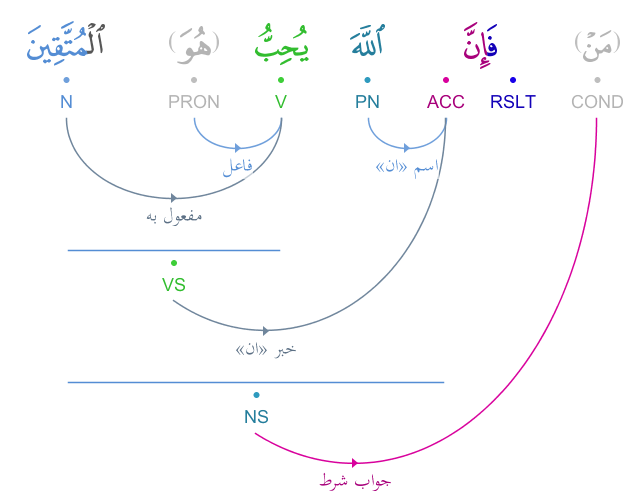 (مَنْ) فَإِنَّ ٱللَّهَ يُحِبُّ (هُوَ) ٱلْمُتَّقِينَ
COND RSLT ACC PN V PRON N
اسم «ان» فاعل
مفعول به
VS
خبر «ان»
NS
جواب شرط